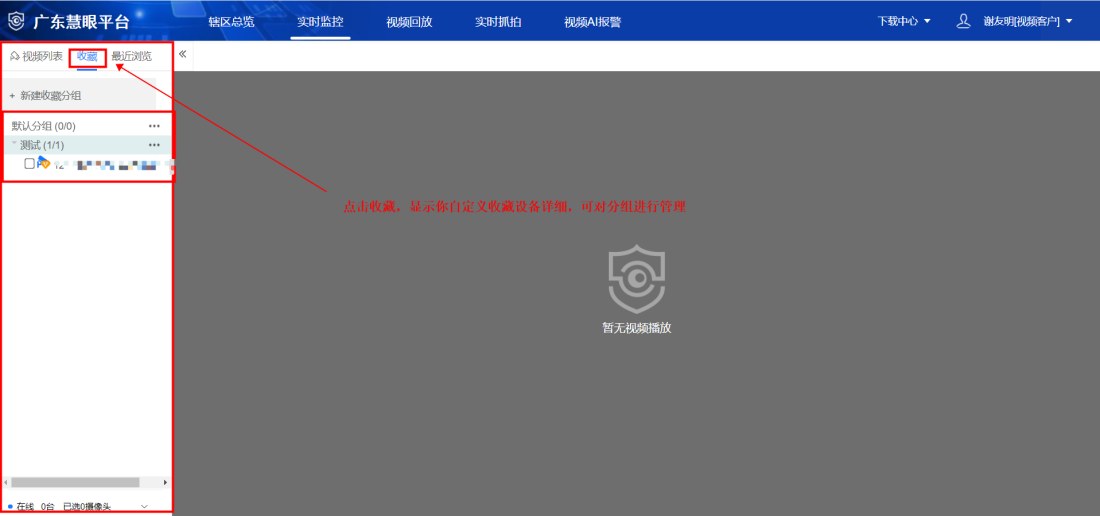 广东慧眼平台
辖区总览 实时监控 视频回放 实时抓拍 视频AI报警
下载中心 谢友明[视频客户]
视频列表 收藏 最近浏览 «
+ 新建收藏分组
默认分组 (0/0) •••
测试 (1/1) •••
12
点击收藏，显示你自定义收藏设备详细，可对分组进行管理
暂无视频播放
在线 0台 已选0摄像头